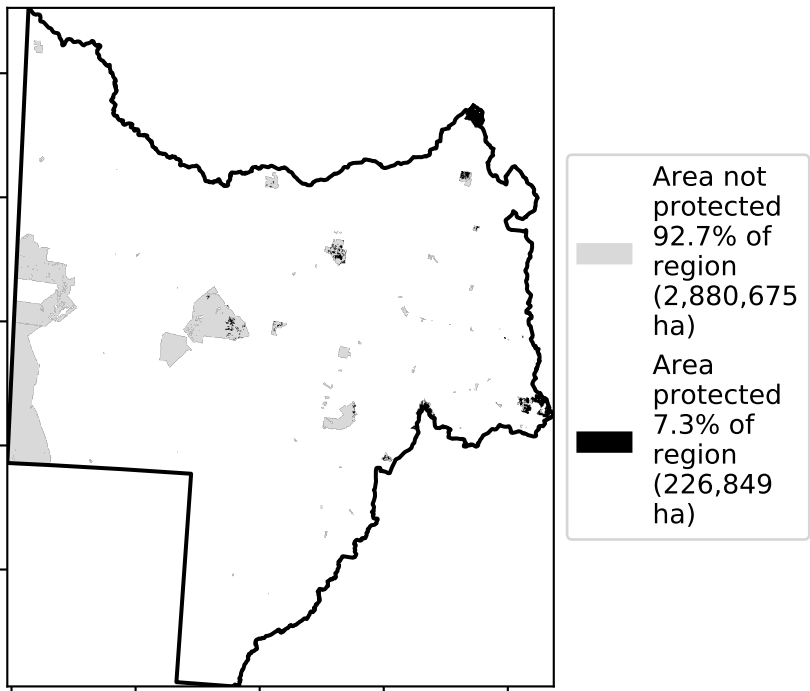 Area not
protected
92.7% of
region
(2,880,675
ha)
Area
protected
7.3% of
region
(226,849
ha)